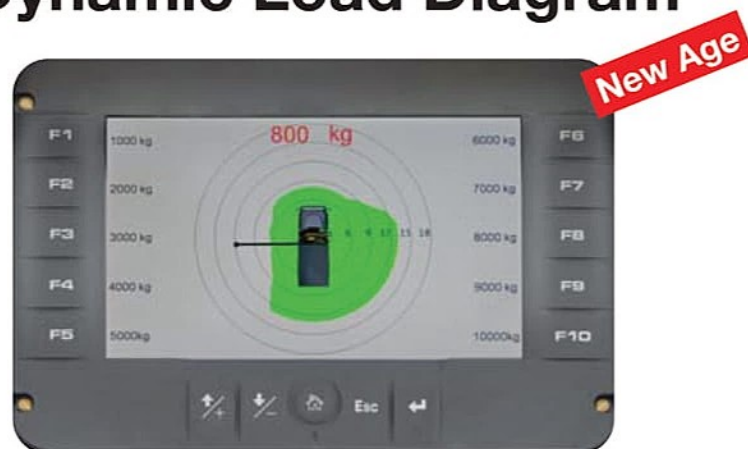 Dynamic Load Diagram
New Age
F1
1000 kg
800 kg
6000 kg
F6
F2
2000 kg
7000 kg
F7
F3
3000 kg
6 9 12 15 18
8000 kg
F8
F4
4000 kg
9000 kg
F9
F5
5000kg
10000kg
F10
+
-
Esc